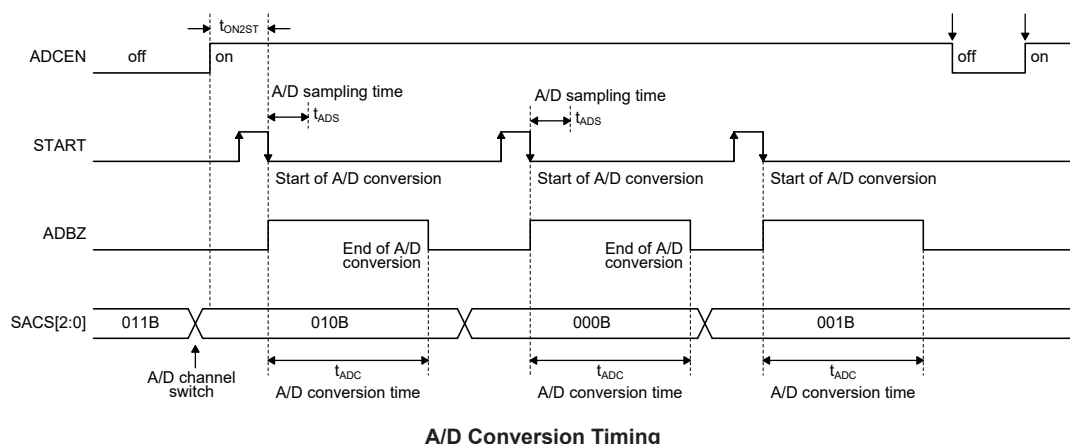 tON2ST
ADCEN
off
on
off
on
A/D sampling time
tADS
A/D sampling time
tADS
START
Start of A/D conversion
Start of A/D conversion
Start of A/D conversion
ADBZ
End of A/D
conversion
End of A/D
conversion
SACS[2:0]
011B
010B
000B
001B
A/D channel
switch
tADC
A/D conversion time
tADC
A/D conversion time
tADC
A/D conversion time
A/D Conversion Timing